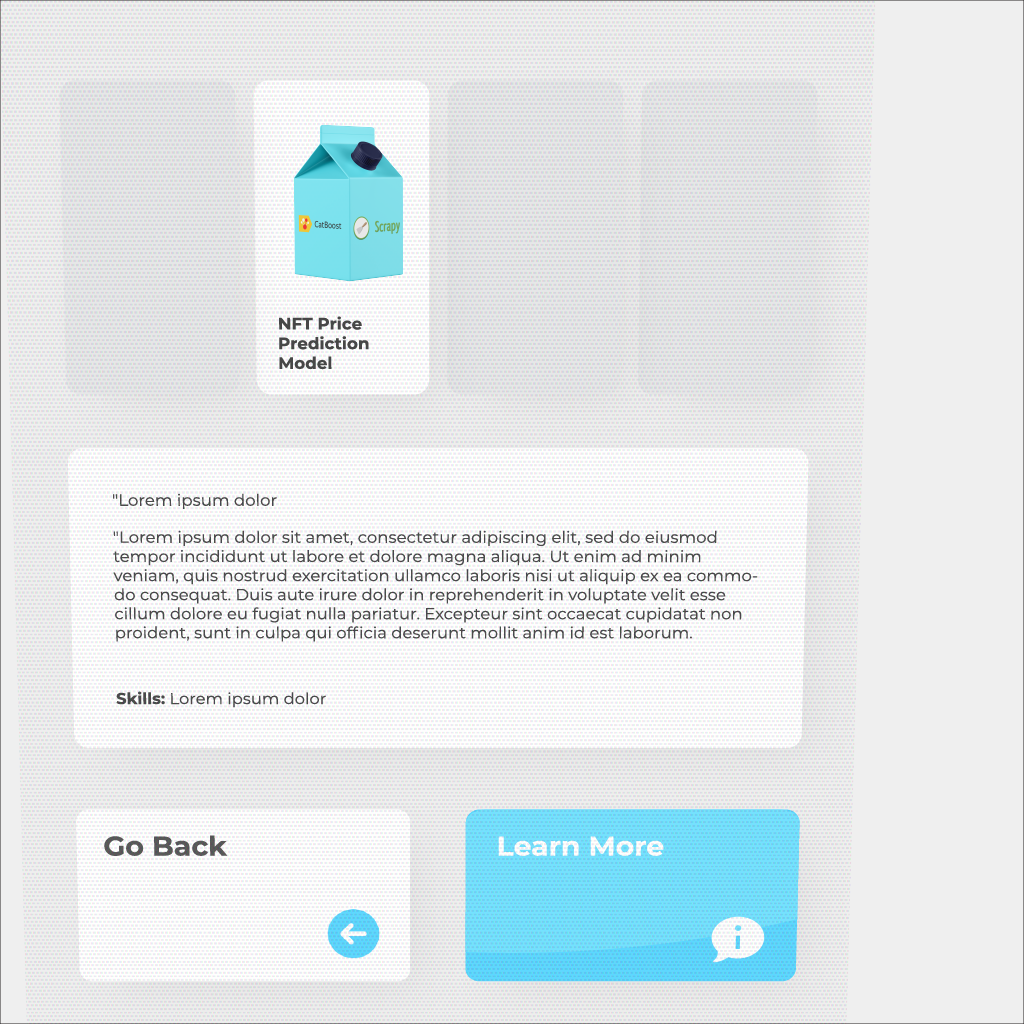 CatBoost
Scrapy
NFT Price
Prediction
Model
"Lorem ipsum dolor
"Lorem ipsum dolor sit amet, consectetur adipiscing elit, sed do eiusmod
tempor incididunt ut labore et dolore magna aliqua. Ut enim ad minim
veniam, quis nostrud exercitation ullamco laboris nisi ut aliquip ex ea commo-
do consequat. Duis aute irure dolor in reprehenderit in voluptate velit esse
cillum dolore eu fugiat nulla pariatur. Excepteur sint occaecat cupidatat non
proident, sunt in culpa qui officia deserunt mollit anim id est laborum.
Skills: Lorem ipsum dolor
Go Back
Learn More